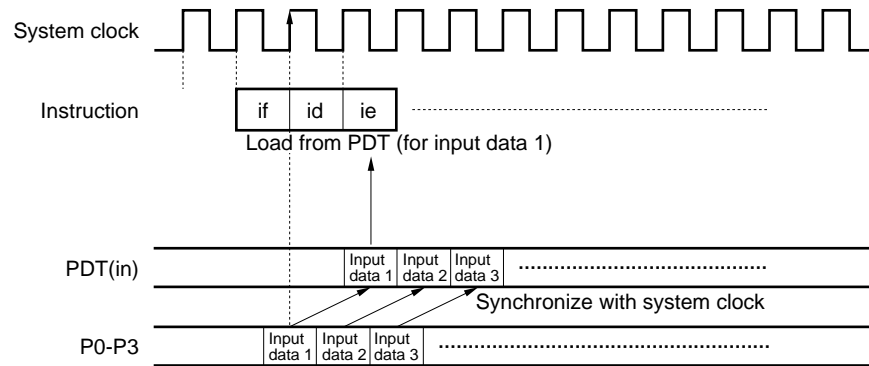 System clock
Instruction
if id ie
Load from PDT (for input data 1)
PDT(in)
Input data 1
Input data 2
Input data 3
Synchronize with system clock
P0-P3
Input data 1
Input data 2
Input data 3